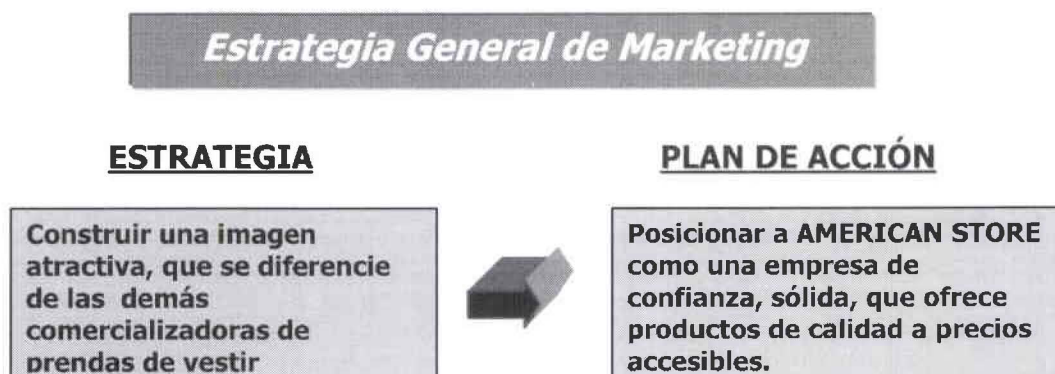 Estrategia General de Marketing
ESTRATEGIA
Construir una imagen
atractiva, que se diferencie
de las demás
comercializadoras de
prendas de vestir
PLAN DE ACCIÓN
Posicionar a AMERICAN STORE
como una empresa de
confianza, sólida, que ofrece
productos de calidad a precios
accesibles.